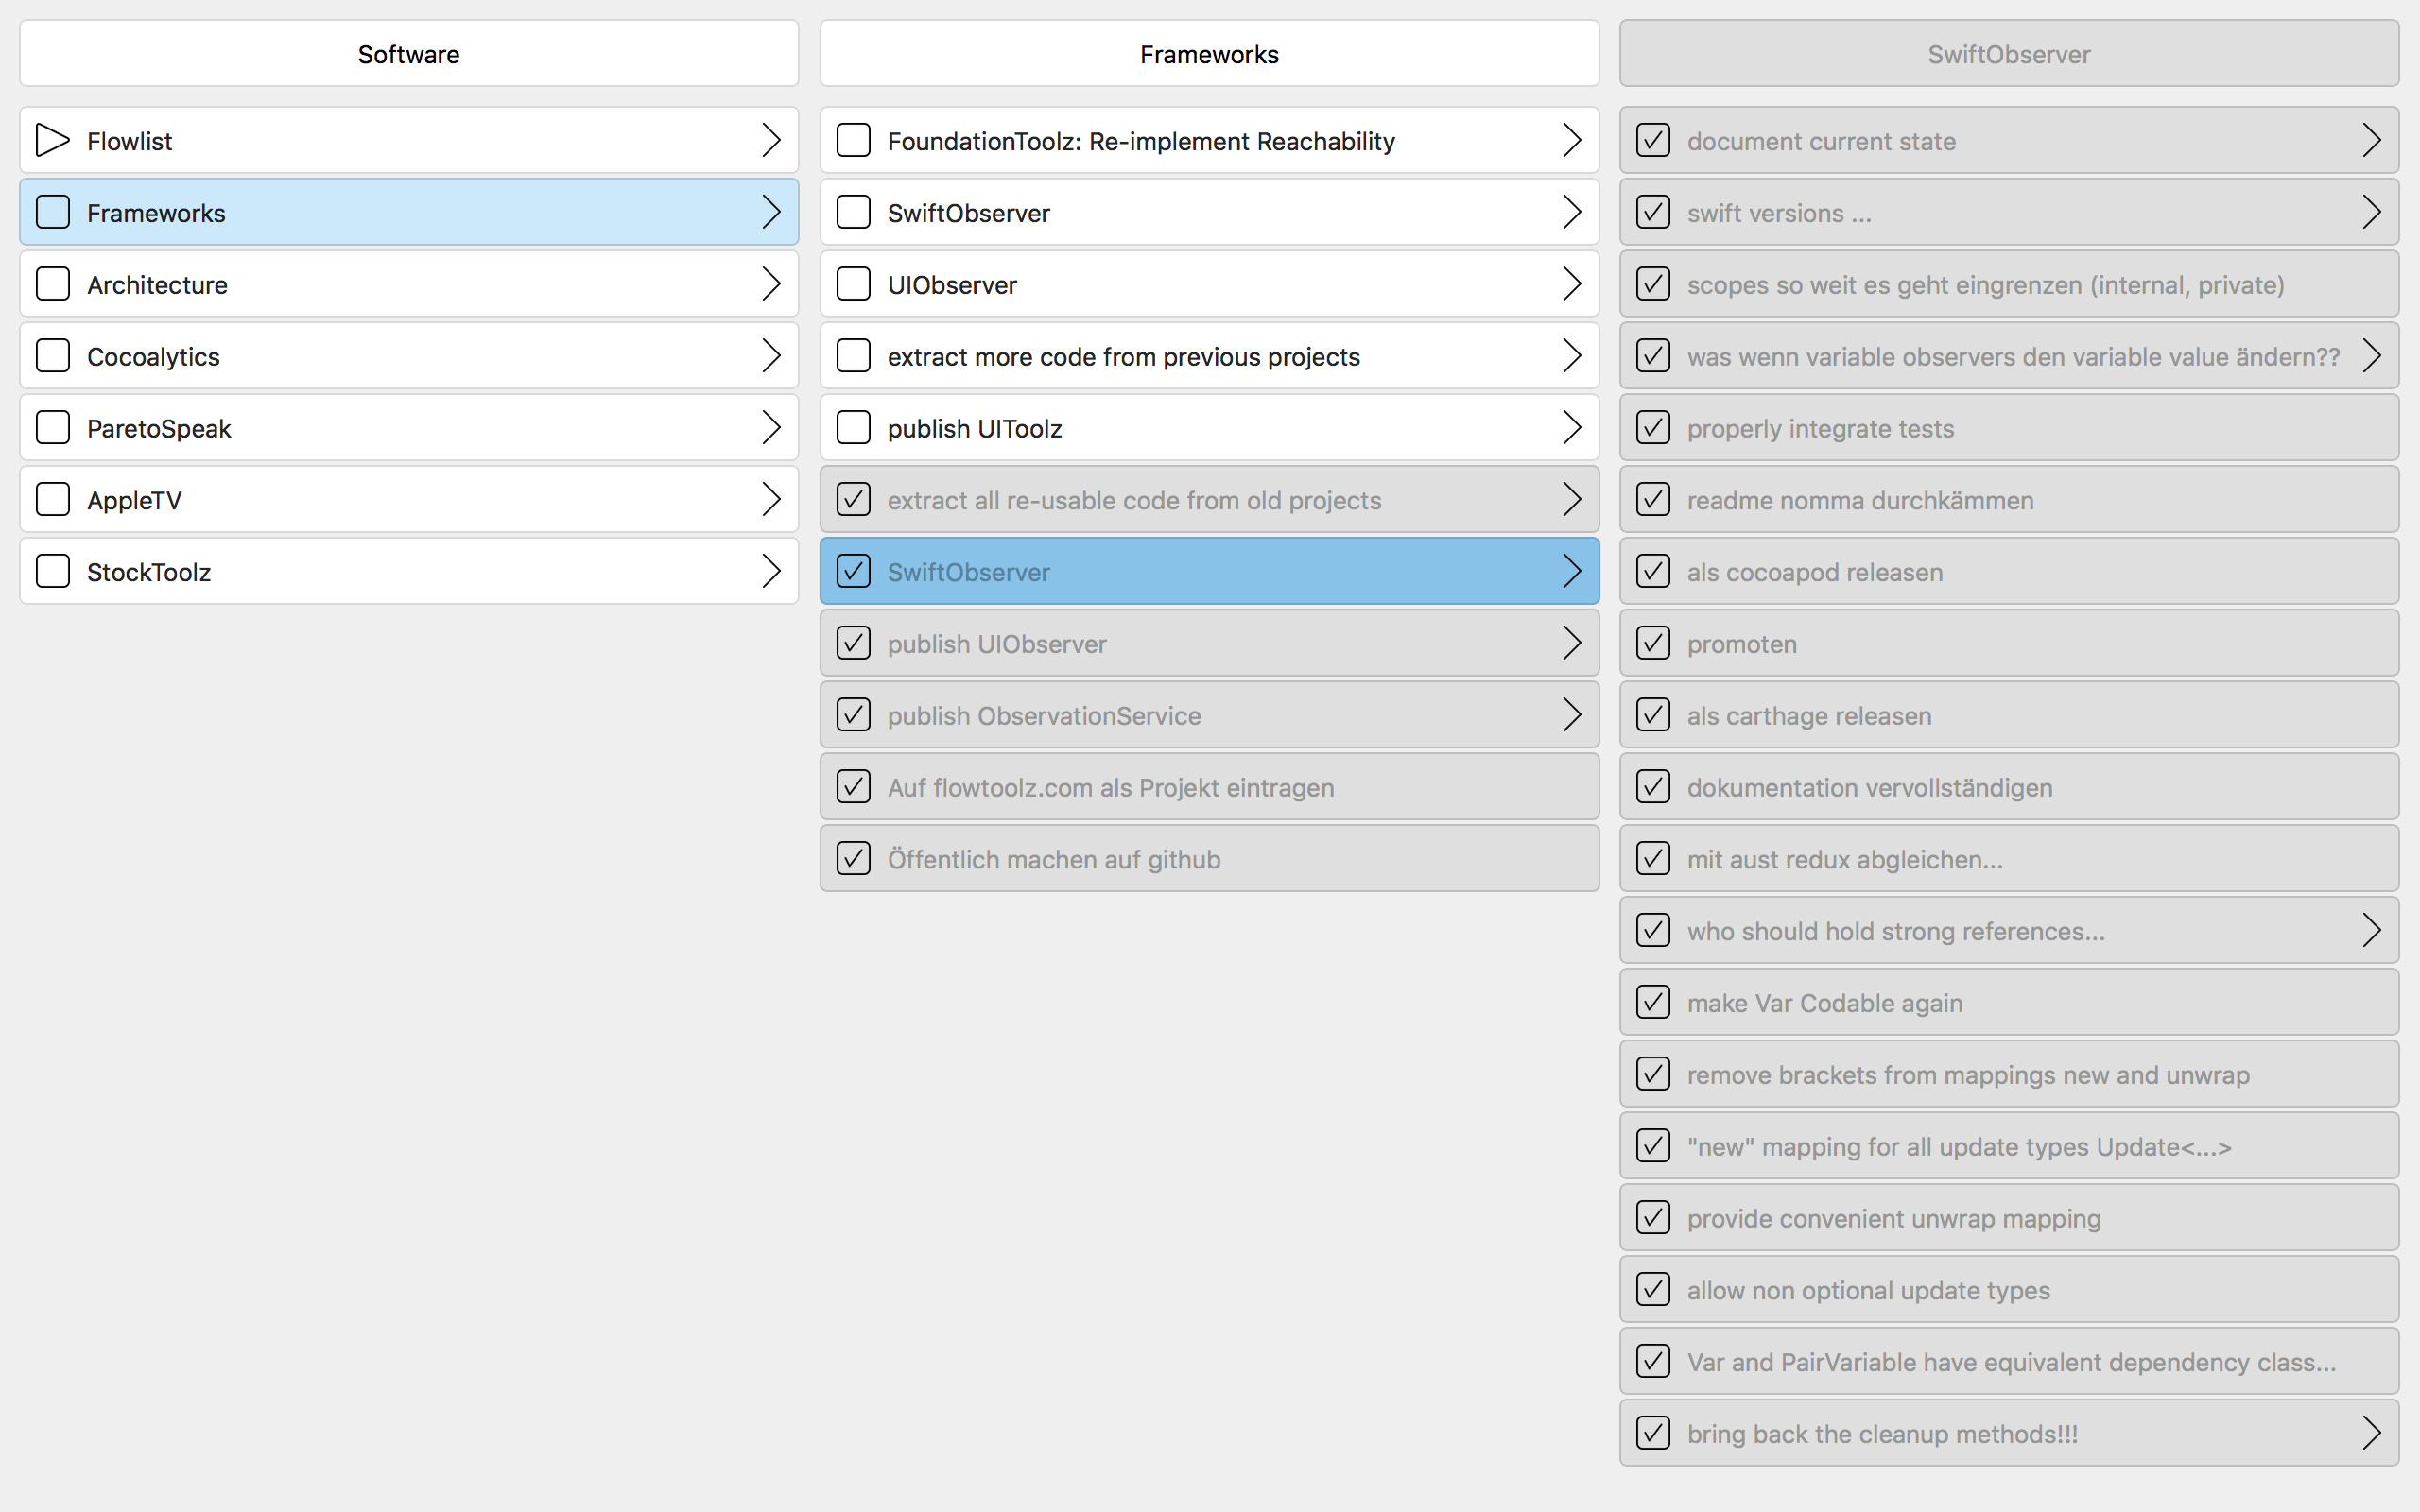 Software
Flowlist
Frameworks
Architecture
Cocoalytics
ParetoSpeak
AppleTV
StockToolz
Frameworks
FoundationToolz: Re-implement Reachability
SwiftObserver
UIObserver
extract more code from previous projects
publish UIToolz
extract all re-usable code from old projects
SwiftObserver
publish UIObserver
publish ObservationService
Auf flowtoolz.com als Projekt eintragen
Öffentlich machen auf github
SwiftObserver
document current state
swift versions ...
scopes so weit es geht eingrenzen (internal, private)
was wenn variable observers den variable value ändern??
properly integrate tests
readme nomma durchkämmen
als cocoapod releasen
promoten
als carthage releasen
dokumentation vervollständigen
mit aust redux abgleichen...
who should hold strong references...
make Var Codable again
remove brackets from mappings new and unwrap
"new" mapping for all update types Update<...>
provide convenient unwrap mapping
allow non optional update types
Var and PairVariable have equivalent dependency class...
bring back the cleanup methods!!!